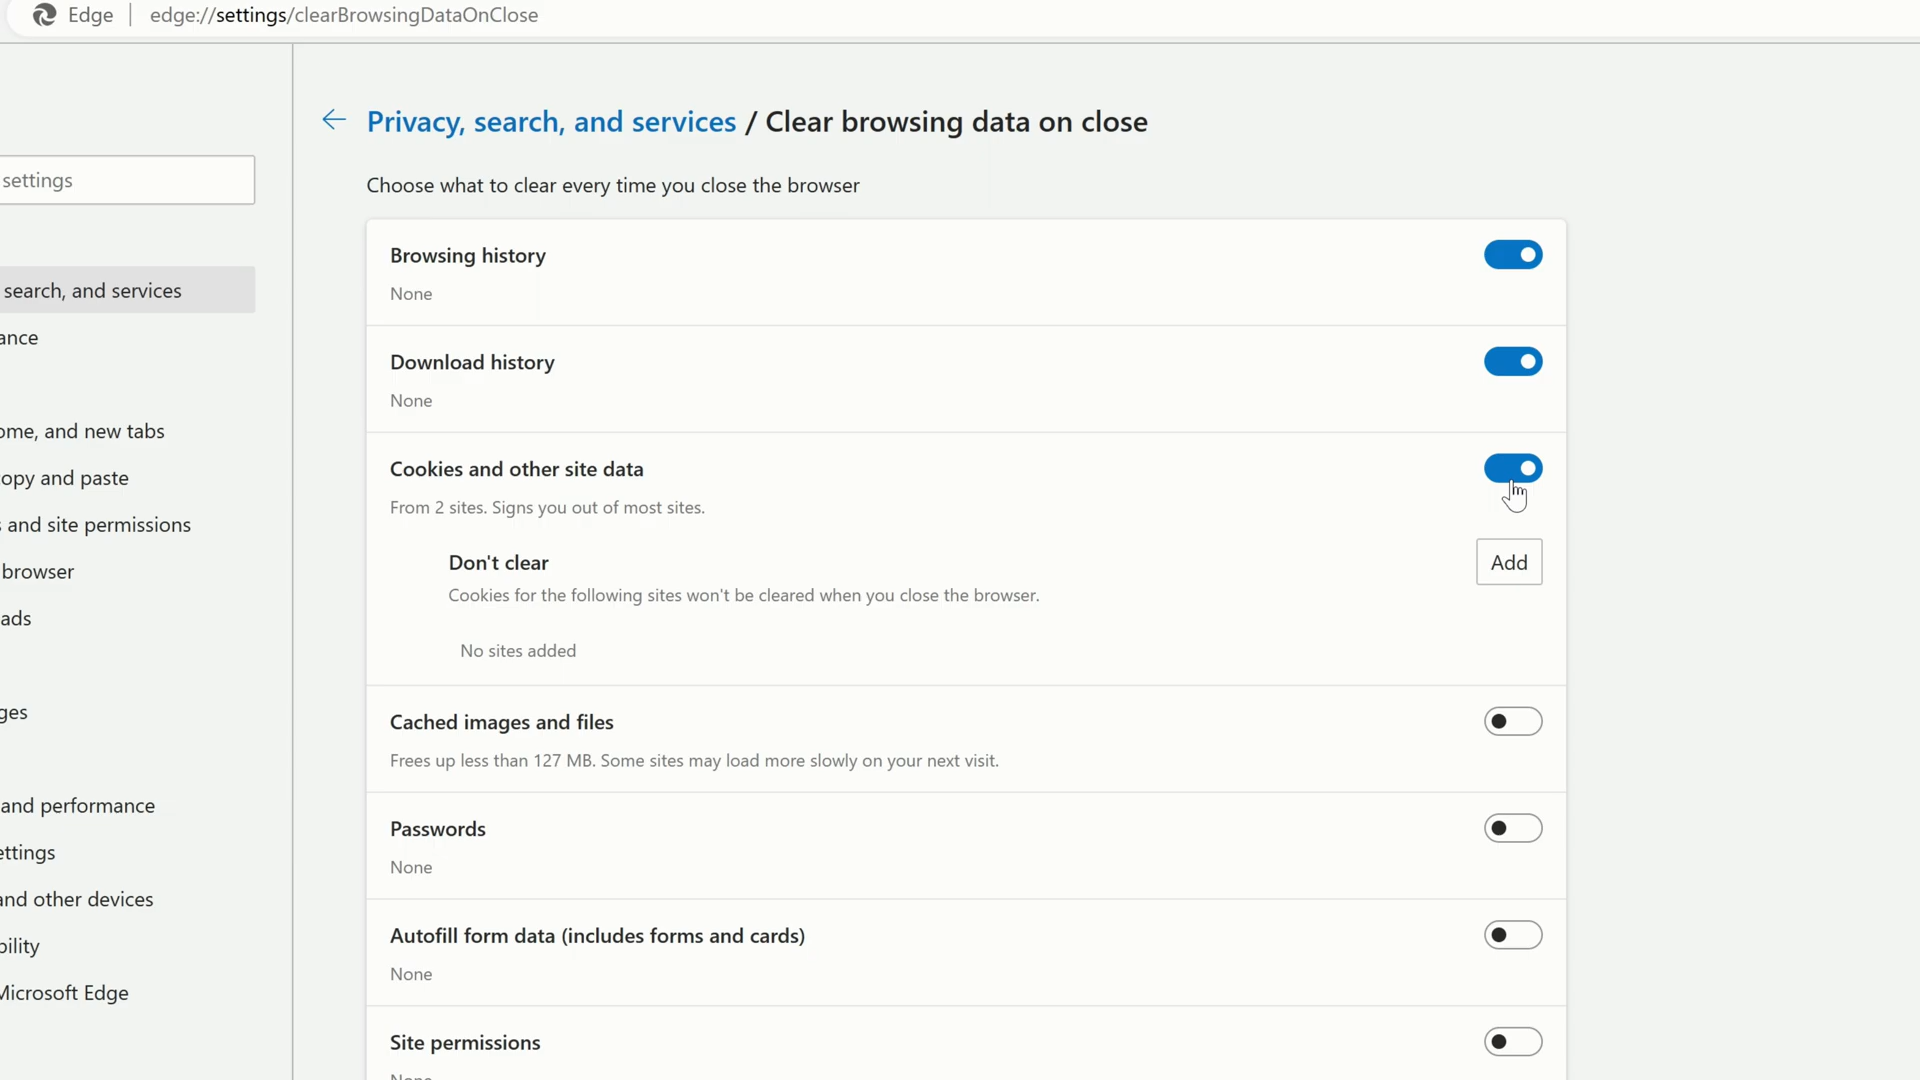 Edge | edge://settings/clearBrowsingDataOnClose
Privacy, search, and services / Clear browsing data on close
settings
Choose what to clear every time you close the browser
Browsing history
None
search, and services
ance
Download history
None
ome, and new tabs
opy and paste
Cookies and other site data
From 2 sites. Signs you out of most sites.
s and site permissions
browser
Don't clear
Add
Cookies for the following sites won't be cleared when you close the browser.
ads
No sites added
ges
Cached images and files
Frees up less than 127 MB. Some sites may load more slowly on your next visit.
and performance
Passwords
None
ettings
and other devices
Autofill form data (includes forms and cards)
None
bility
Microsoft Edge
Site permissions
None